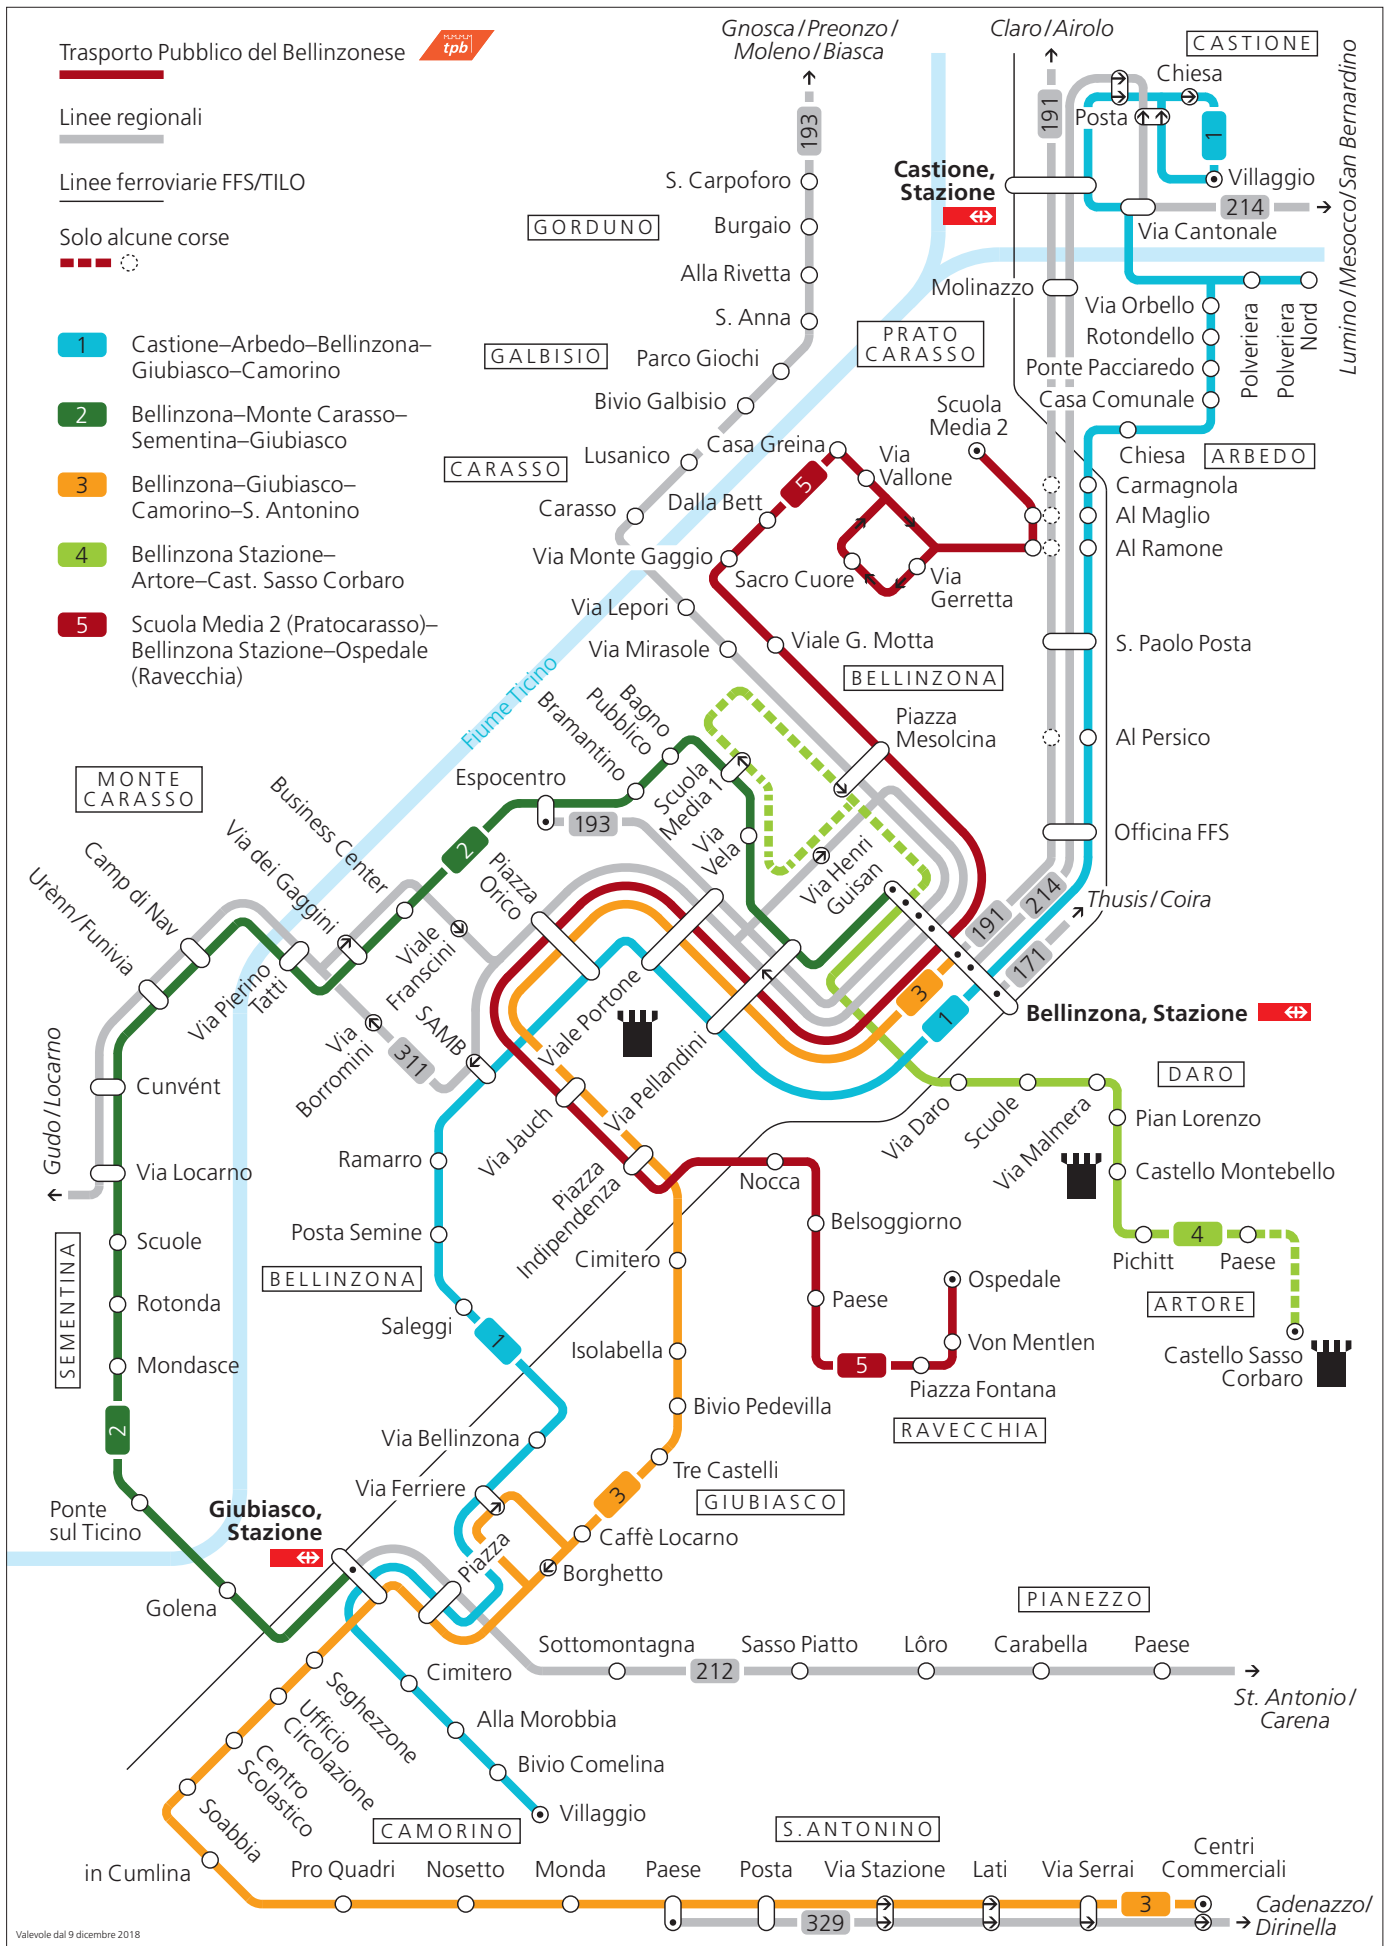 Trasporto Pubblico del Bellinzonese
tpb
Linee regionali
Linee ferroviarie FFS/TILO
Solo alcune corse
1
Castione–Arbedo–Bellinzona–
Giubiasco–Camorino
2
Bellinzona–Monte Carasso–
Sementina–Giubiasco
3
Bellinzona–Giubiasco–
Camorino–S. Antonino
4
Bellinzona Stazione–
Artore–Cast. Sasso Corbaro
5
Scuola Media 2 (Pratocarasso)–
Bellinzona Stazione–Ospedale
(Ravecchia)
Gnosca/Preonzo/
Moleno/Biasca
193
S. Carpoforo
GORDUNO
Burgaio
Alla Rivetta
S. Anna
GALBISIO
Parco Giochi
Bivio Galbisio
Lusanico
CARASSO
Carasso
Via Monte Gaggio
Via Lepori
Via Mirasole
Claro/Airolo
191
CASTIONE
Chiesa
Posta
1
Villaggio
Castione,
Stazione
214
Via Cantonale
Lumino/Mesocco/San Bernardino
Molinazzo
Via Orbello
Rotondello
Ponte Pacciaredo
Casa Comunale
Polveriera
Polveriera
Nord
PRATO
CARASSO
Scuola
Media 2
Chiesa
ARBEDO
Casa Greina
Via
Vallone
5
Dalla Bett
Sacro Cuore
Via
Gerretta
Carmagnola
Al Maglio
Al Ramone
Viale G. Motta
S. Paolo Posta
BELLINZONA
Piazza
Mesolcina
Al Persico
Officina FFS
Fiume Ticino
Bagno
Pubblico
Bramantino
Espocentro
Scuola
Media 1
193
Via
Vela
Via Henri
Guisan
MONTE
CARASSO
Business Center
Via dei Gaggini
Camp di Nav
Urènn/Funivia
2
Piazza
Orico
Viale
Franscini
Via Pierino
Tatti
SAMB
Via
Borromini
311
Viale Portone
Via Pellandini
191
214
171
Thusis/Coira
3
1
Bellinzona, Stazione
Gudo/Locarno
Cunvént
Via Locarno
Scuole
Rotonda
Mondasce
SEMENTINA
2
Ponte
sul Ticino
Golena
Ramarro
Posta Semine
BELLINZONA
Saleggi
1
Via Jauch
Piazza
Indipendenza
Nocca
Belsoggiorno
Paese
5
Piazza Fontana
Von Mentlen
Ospedale
RAVECCHIA
DARO
Via Daro
Scuole
Via Malmera
Pian Lorenzo
Castello Montebello
Pichitt
4
Paese
ARTORE
Castello Sasso
Corbaro
Cimitero
Isolabella
Bivio Pedevilla
Tre Castelli
3
GIUBIASCO
Caffè Locarno
Borghetto
Via Bellinzona
Via Ferriere
Piazza
Giubiasco,
Stazione
PIANEZZO
Sottomontagna
212
Sasso Piatto
Lôro
Carabella
Paese
St. Antonio/
Carena
Cimitero
Alla Morobbia
Bivio Comelina
Villaggio
CAMORINO
Seghezzone
Ufficio
Circolazione
Centro
Scolastico
Soabbia
in Cumlina
Pro Quadri
Nosetto
Monda
Paese
S.ANTONINO
Posta
Via Stazione
Lati
Via Serrai
Centri
Commerciali
3
329
Cadenazzo/
Dirinella
Valevole dal 9 dicembre 2018